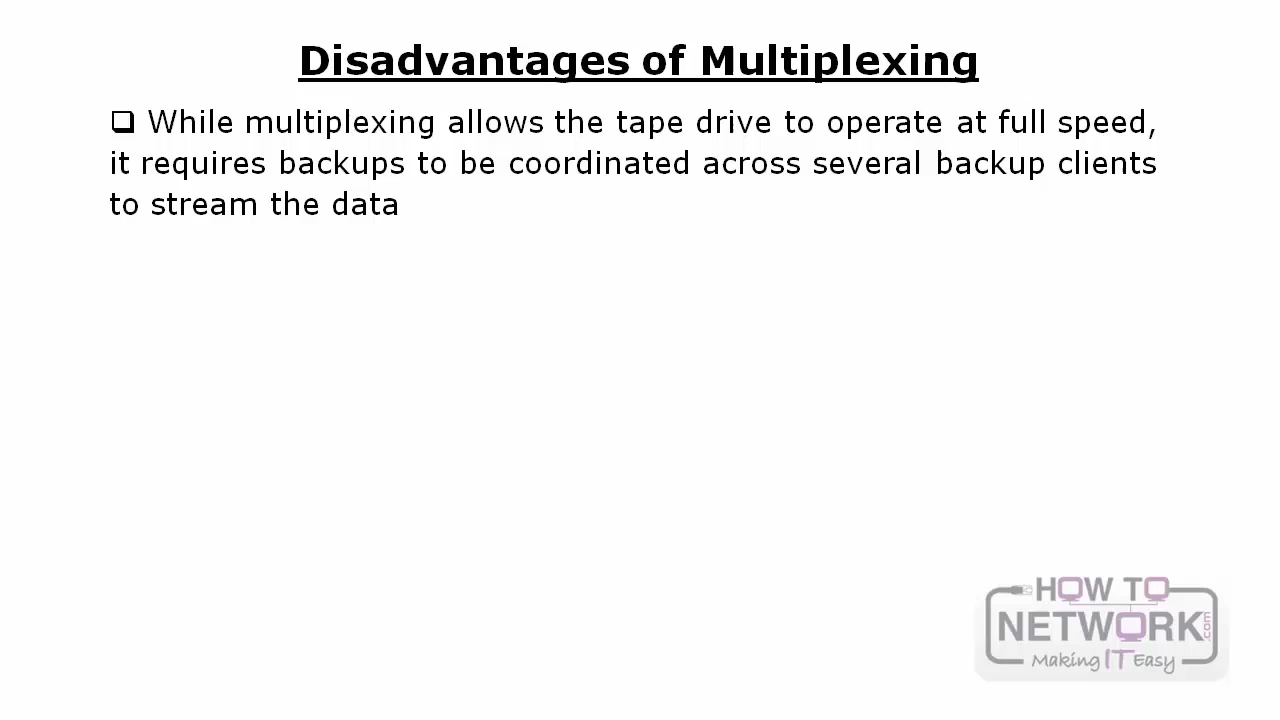 Disadvantages of Multiplexing
❑ While multiplexing allows the tape drive to operate at full speed,
it requires backups to be coordinated across several backup clients
to stream the data
HOW TO
NETWORK.com
Making IT Easy